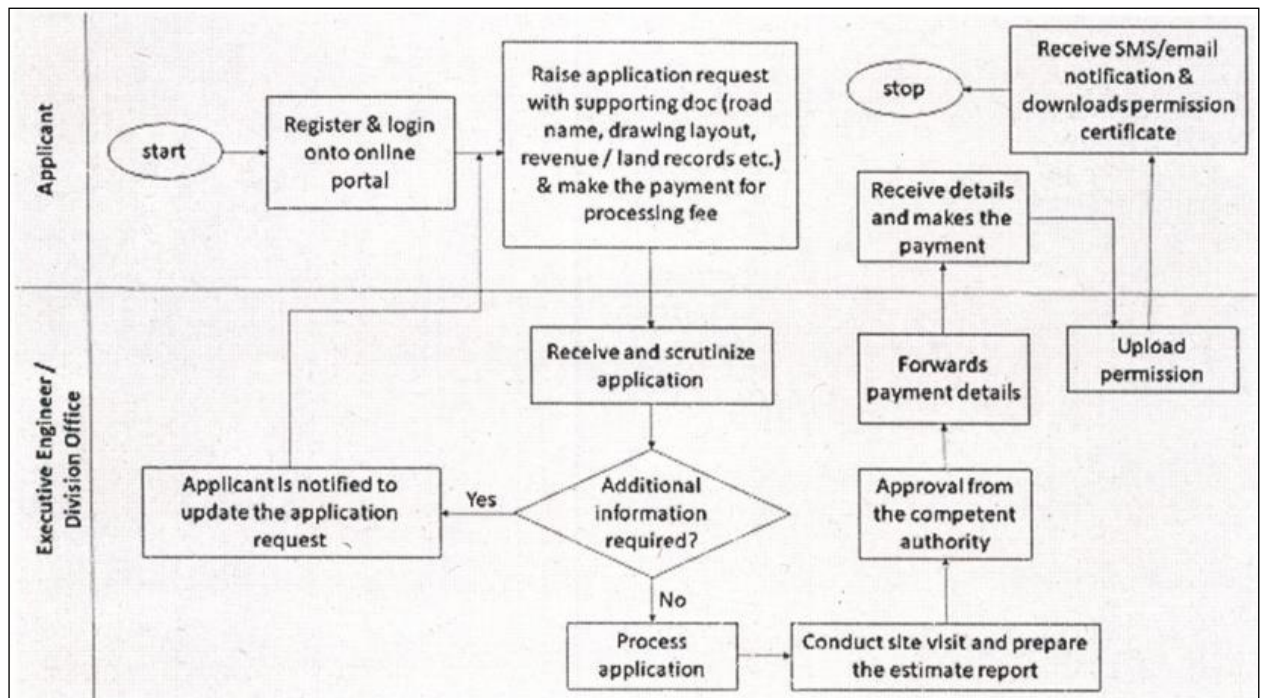 Applicant
start
Register & login
onto online
portal
Raise application request
with supporting doc (road
name, drawing layout,
revenue / land records etc.)
& make the payment for
processing fee
stop
Receive SMS/email
notification &
downloads permission
certificate
Receive details
and makes the
payment
Executive Engineer /
Division Office
Receive and scrutinize
application
Additional
information
required?
Yes
Applicant is notified to
update the application
request
No
Process
application
Conduct site visit and prepare
the estimate report
Approval from
the competent
authority
Forwards
payment details
Upload
permission